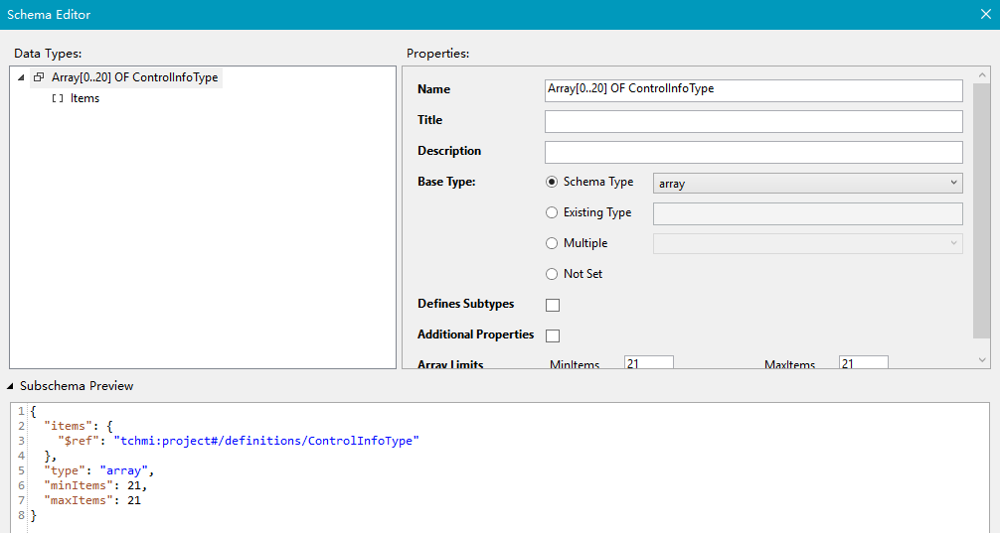 Schema Editor
Data Types:
Array[0..20] OF ControlInfoType
Items
Properties:
Name Array[0..20] OF ControlInfoType
Title
Description
Base Type: Schema Type array
Existing Type
Multiple
Not Set
Defines Subtypes
Additional Properties
Array Limits MinItems 21 MaxItems 21
Subschema Preview
1 {
2 "items": {
3 "$ref": "tchmi:project#/definitions/ControlInfoType"
4 },
5 "type": "array",
6 "minItems": 21,
7 "maxItems": 21
8 }